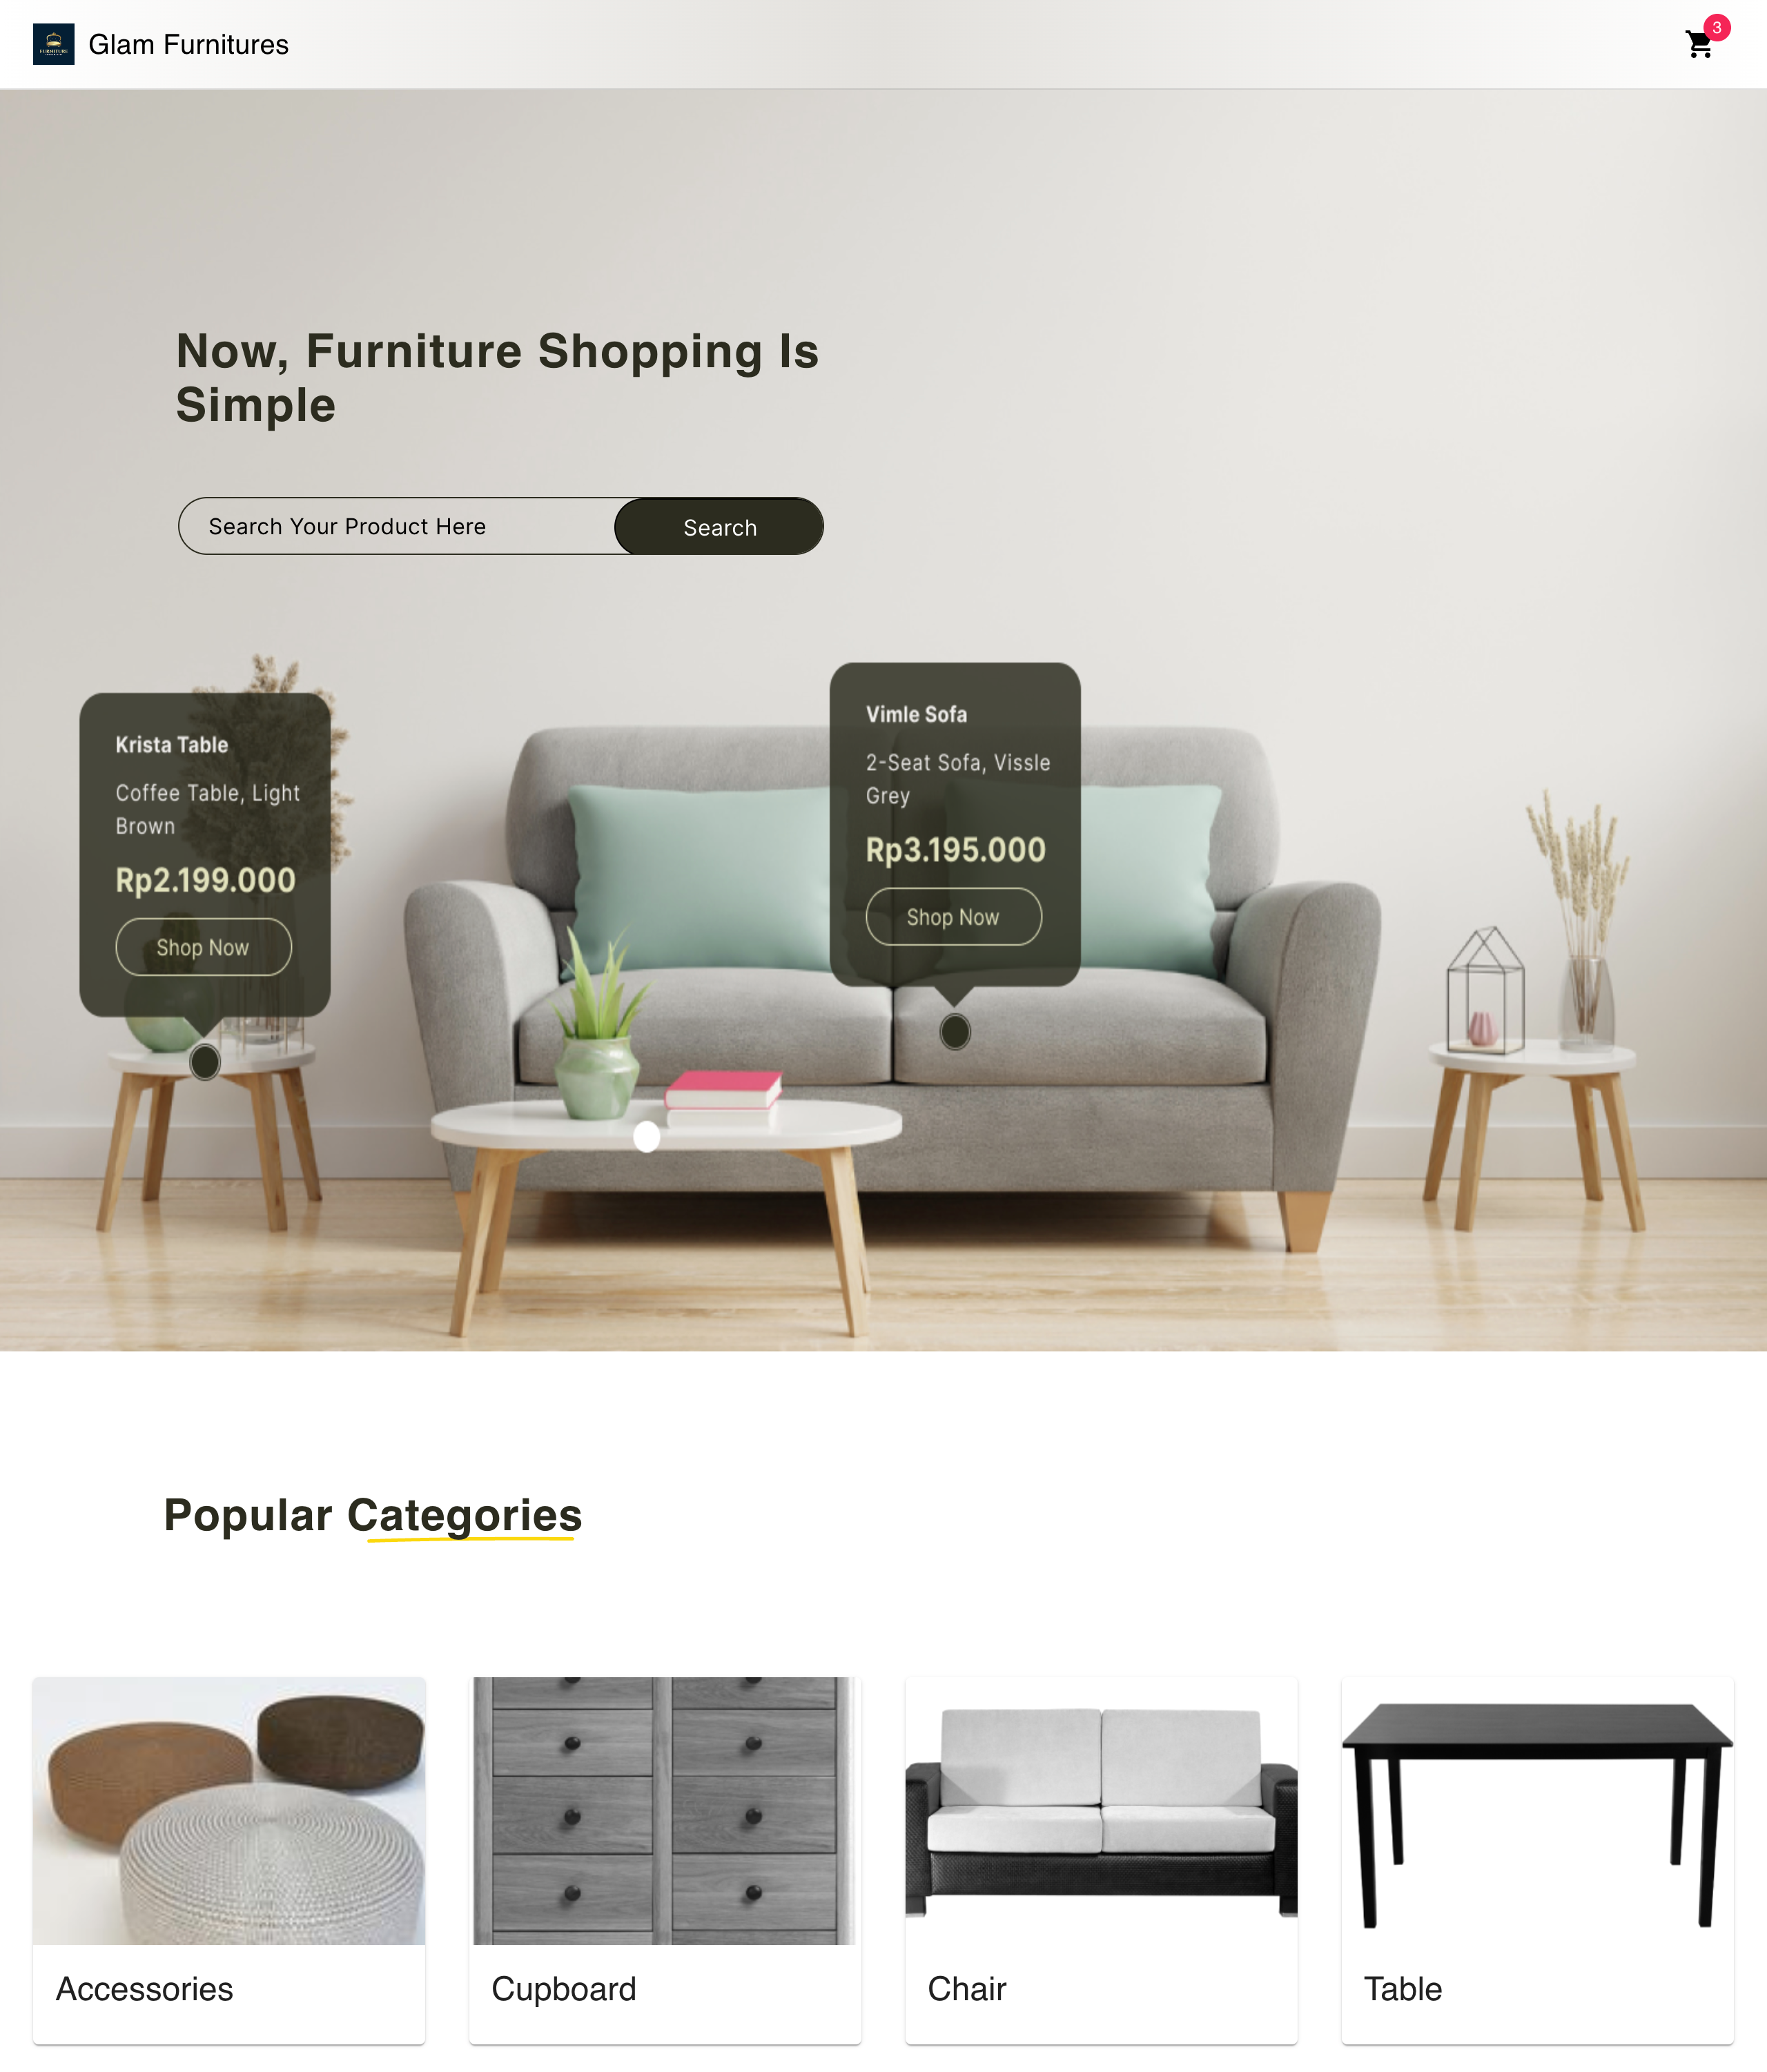 FURNITURE
Glam Furnitures
3
Now, Furniture Shopping Is
Simple
Search Your Product Here
Search
Krista Table
Coffee Table, Light
Brown
Rp2.199.000
Shop Now
Vimle Sofa
2-Seat Sofa, Vissle
Grey
Rp3.195.000
Shop Now
Popular Categories
Accessories
Cupboard
Chair
Table